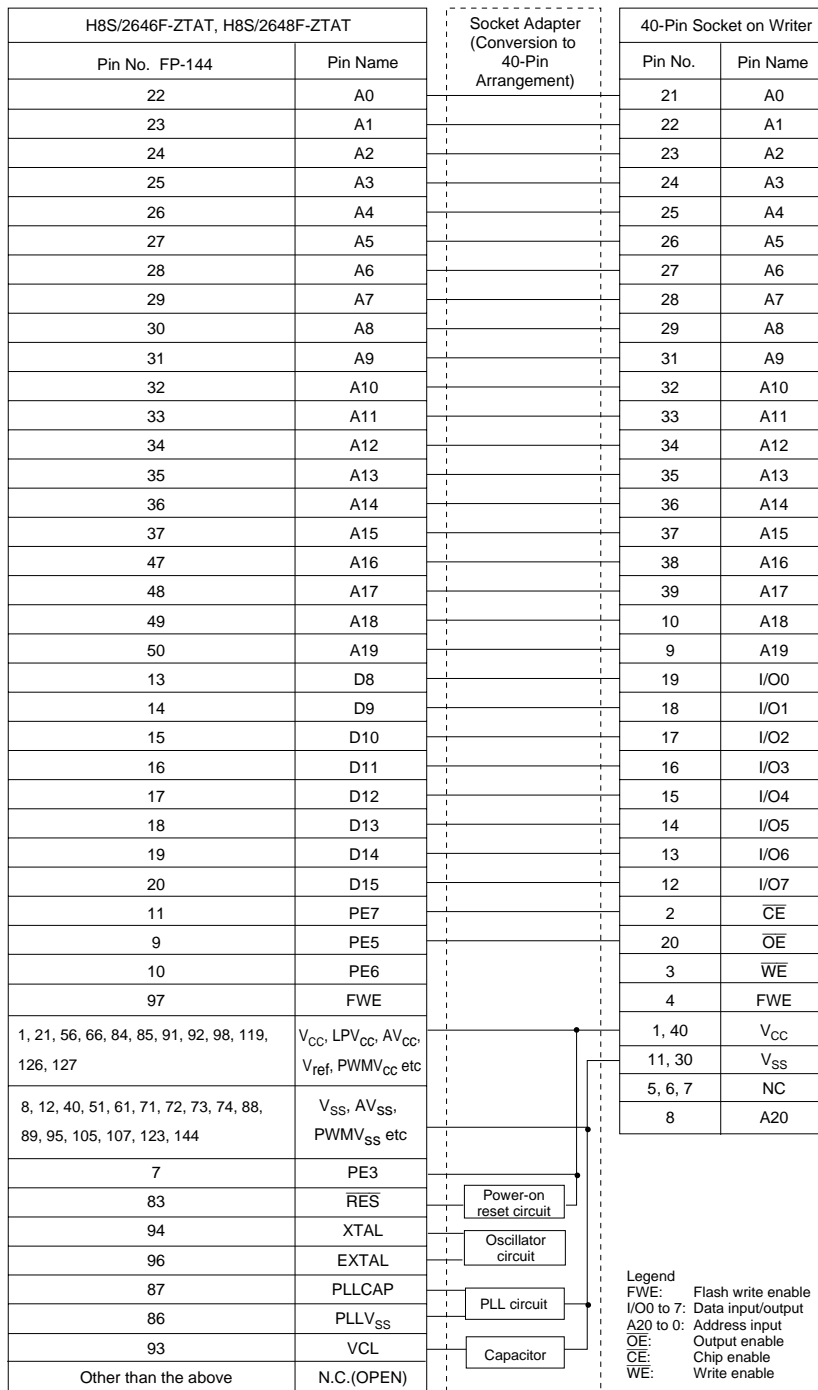 H8S/2646F-ZTAT, H8S/2648F-ZTAT
Pin No. FP-144 Pin Name
22 A0
23 A1
24 A2
25 A3
26 A4
27 A5
28 A6
29 A7
30 A8
31 A9
32 A10
33 A11
34 A12
35 A13
36 A14
37 A15
47 A16
48 A17
49 A18
50 A19
13 D8
14 D9
15 D10
16 D11
17 D12
18 D13
19 D14
20 D15
11 PE7
9 PE5
10 PE6
97 FWE
1, 21, 56, 66, 84, 85, 91, 92, 98, 119, VCC, LPVCC, AVCC,
126, 127 Vref, PWMVCC etc
8, 12, 40, 51, 61, 71, 72, 73, 74, 88, VSS, AVSS,
89, 95, 105, 107, 123, 144 PWMVSS etc
7 PE3
83 R̅E̅S̅
94 XTAL
96 EXTAL
87 PLLCAP
86 PLLVSS
93 VCL
Other than the above N.C.(OPEN)
Socket Adapter
(Conversion to
40-Pin
Arrangement)
Power-on
reset circuit
Oscillator
circuit
PLL circuit
Capacitor
40-Pin Socket on Writer
Pin No. Pin Name
21 A0
22 A1
23 A2
24 A3
25 A4
26 A5
27 A6
28 A7
29 A8
31 A9
32 A10
33 A11
34 A12
35 A13
36 A14
37 A15
38 A16
39 A17
10 A18
9 A19
19 I/O0
18 I/O1
17 I/O2
16 I/O3
15 I/O4
14 I/O5
13 I/O6
12 I/O7
2 C̅E̅
20 O̅E̅
3 W̅E̅
4 FWE
1, 40 VCC
11, 30 VSS
5, 6, 7 NC
8 A20
Legend
FWE: Flash write enable
I/O0 to 7: Data input/output
A20 to 0: Address input
O̅E̅: Output enable
C̅E̅: Chip enable
W̅E̅: Write enable